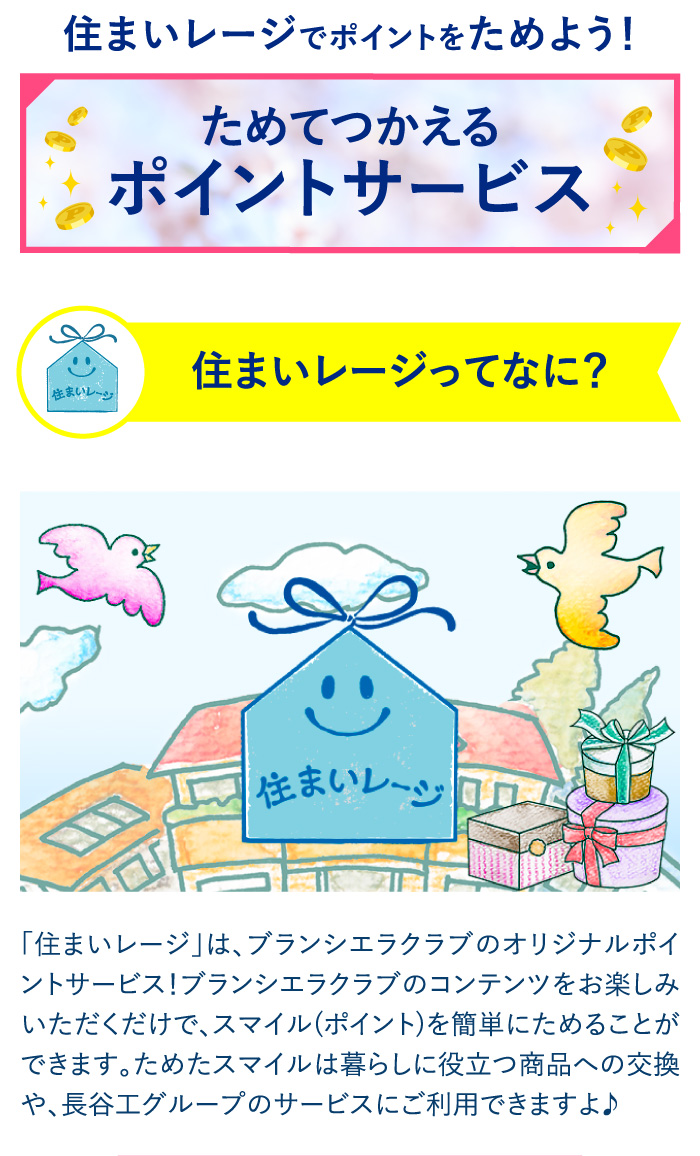 住まいレージでポイントをためよう!
ためてつかえる
ポイントサービス
住まいレージ
住まいレージってなに?
住まいレージ
「住まいレージ」は、ブランシエラクラブのオリジナルポイ
ントサービス!ブランシエラクラブのコンテンツをお楽しみ
いただくだけで、スマイル(ポイント)を簡単にためることが
できます。ためたスマイルは暮らしに役立つ商品への交換
や、長谷工グループのサービスにご利用できますよ♪